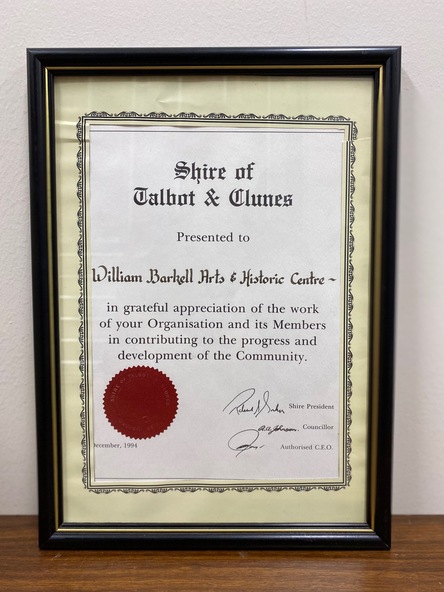 Shire of
Talbot & Clunes
Presented to
William Barkell Arts & Historic Centre ~
in grateful appreciation of the work
of your Organisation and its Members
in contributing to the progress and
development of the Community.
Shire President
Councillor
ecember, 1994
Authorised C.E.O.